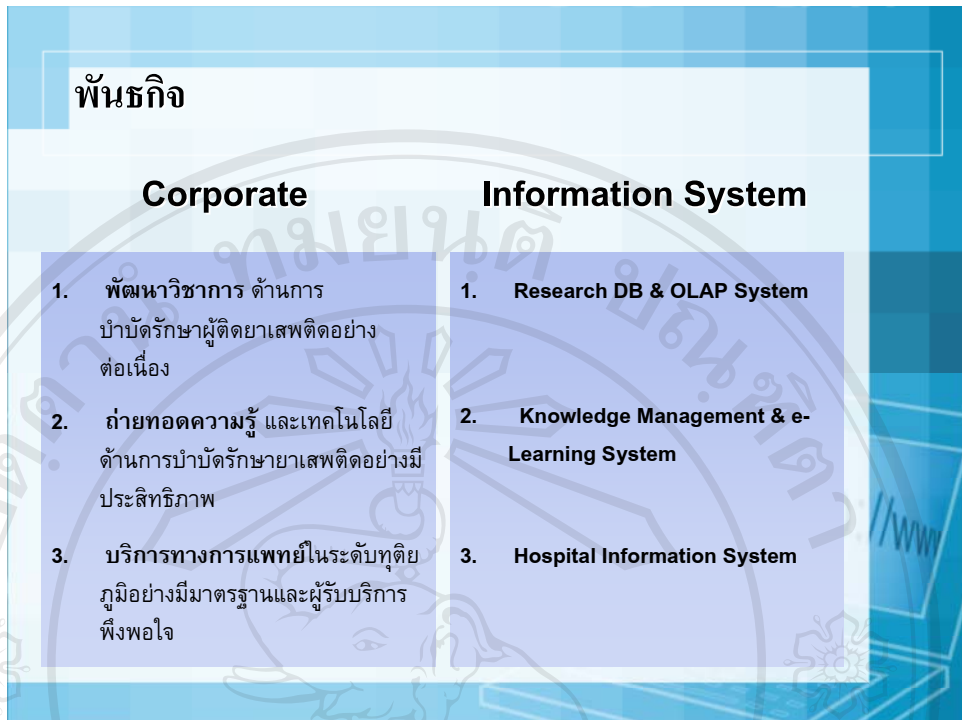 พันธกิจ
Corporate
1. พัฒนาวิชาการ ด้านการ
บำบัดรักษาผู้ติดยาเสพติดอย่าง
ต่อเนื่อง
2. ถ่ายทอดความรู้ และเทคโนโลยี
ด้านการบำบัดรักษายาเสพติดอย่างมี
ประสิทธิภาพ
3. บริการทางการแพทย์ในระดับทุติย
ภูมิอย่างมีมาตรฐานและผู้รับบริการ
พึงพอใจ
Information System
1. Research DB & OLAP System
2. Knowledge Management & e-
Learning System
3. Hospital Information System
//www